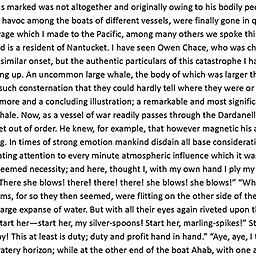 s marked was not altogether and originally owing to his bodily pec
havoc among the boats of different vessels, were finally gone in q
age which I made to the Pacific, among many others we spoke thi
d is a resident of Nantucket. I have seen Owen Chace, who was ch
similar onset, but the authentic particulars of this catastrophe I ha
ng up. An uncommon large whale, the body of which was larger th
such consternation that they could hardly tell where they were or
more and a concluding illustration; a remarkable and most signific
hale. Now, as a vessel of war readily passes through the Dardanell
et out of order. He knew, for example, that however magnetic his a
g. In times of strong emotion mankind disdain all base consideratio
ating attention to every minute atmospheric influence which it was
eemed necessity; and here, thought I, with my own hand I ply my
There she blows! there! there! there! she blows! she blows!" "Wh
ms, for so they then seemed, were flitting on the other side of the
arge expanse of water. But with all their eyes again riveted upon th
tart her—start her, my silver-spoons! Start her, marling-spikes!" St
y! This at least is duty; duty and profit hand in hand." "Aye, aye, I t
watery horizon; while at the other end of the boat Ahab, with one a